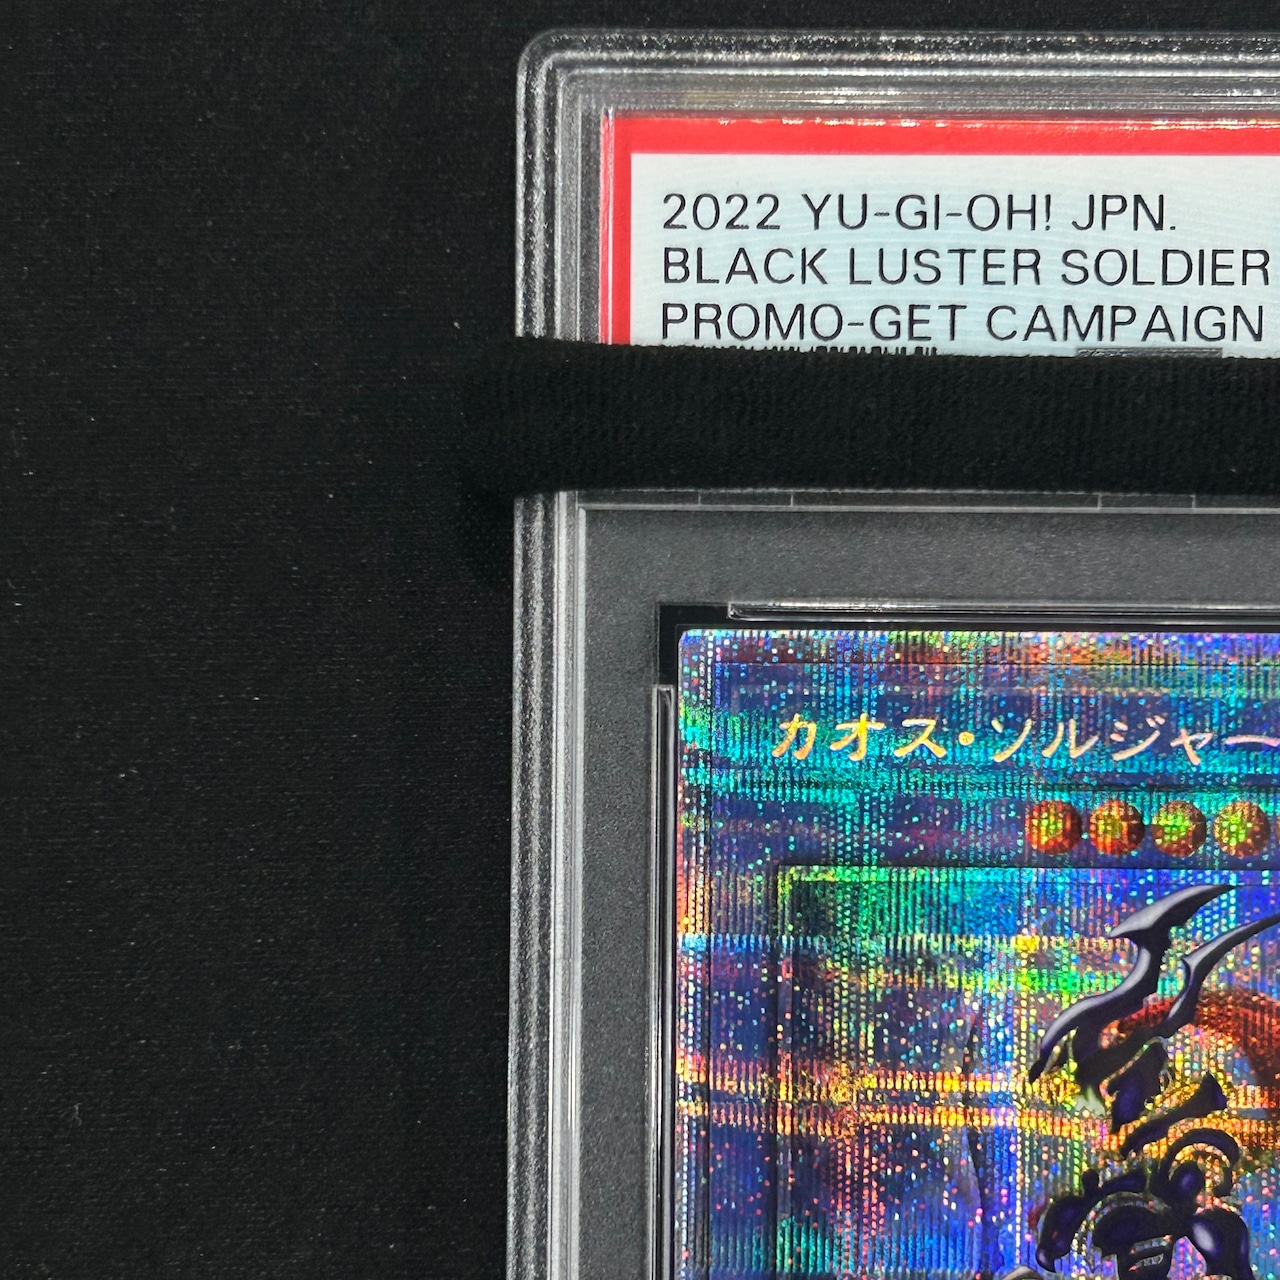 2022 YU-GI-OH! JPN.
BLACK LUSTER SOLDIER
PROMO-GET CAMPAIGN
カオス・ソルジャー